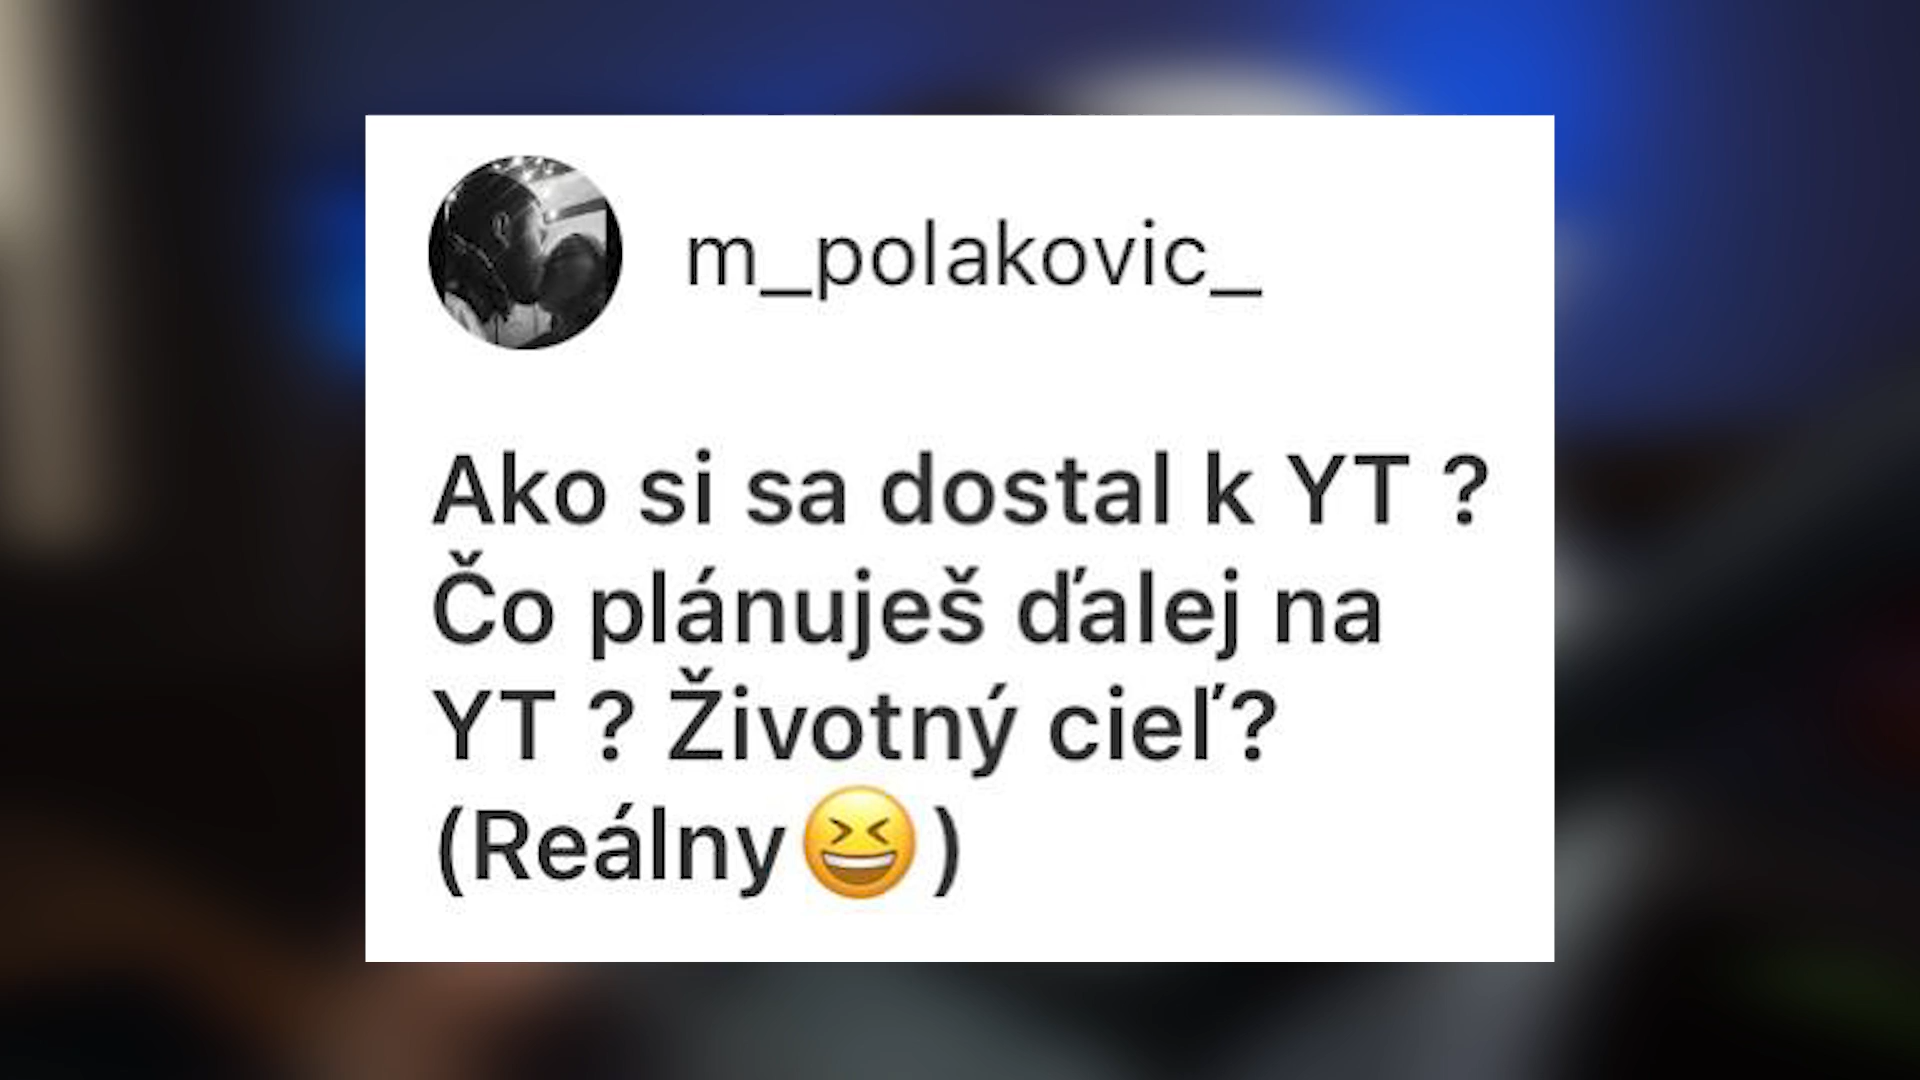 m_polakovic_
Ako si sa dostal k YT ?
Čo plánuješ ďalej na
YT ? Životný cieľ?
(Reálny😆)